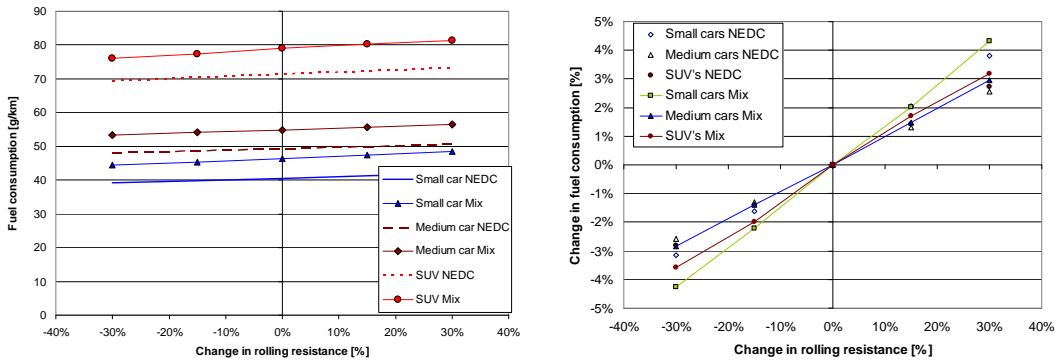 90
80
70
60
50
40
30
20
10
0
Fuel consumption [g/km]
-40%
-30%
-20%
-10%
0%
10%
20%
30%
40%
Change in rolling resistance [%]
Small car NEDC
Small car Mix
Medium car NEDC
Medium car Mix
SUV NEDC
SUV Mix
5%
4%
3%
2%
1%
0%
-1%
-2%
-3%
-4%
-5%
Change in fuel consumption [%]
-40%
-30%
-20%
-10%
0%
10%
20%
30%
40%
Change in rolling resistance [%]
Small cars NEDC
Medium cars NEDC
SUV's NEDC
Small cars Mix
Medium cars Mix
SUV's Mix